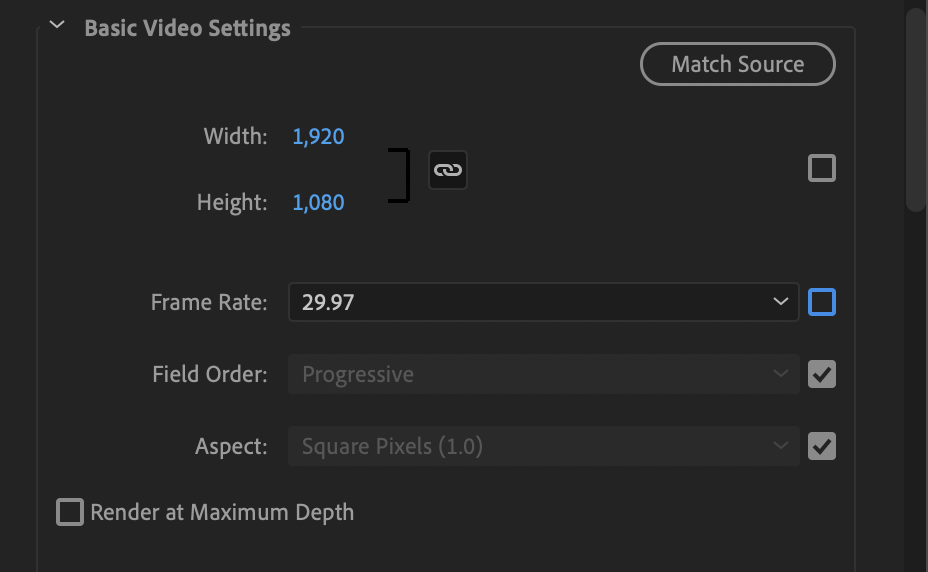 Basic Video Settings
Match Source
Width: 1,920
Height: 1,080
Frame Rate: 29.97
Field Order: Progressive
Aspect: Square Pixels (1.0)
Render at Maximum Depth